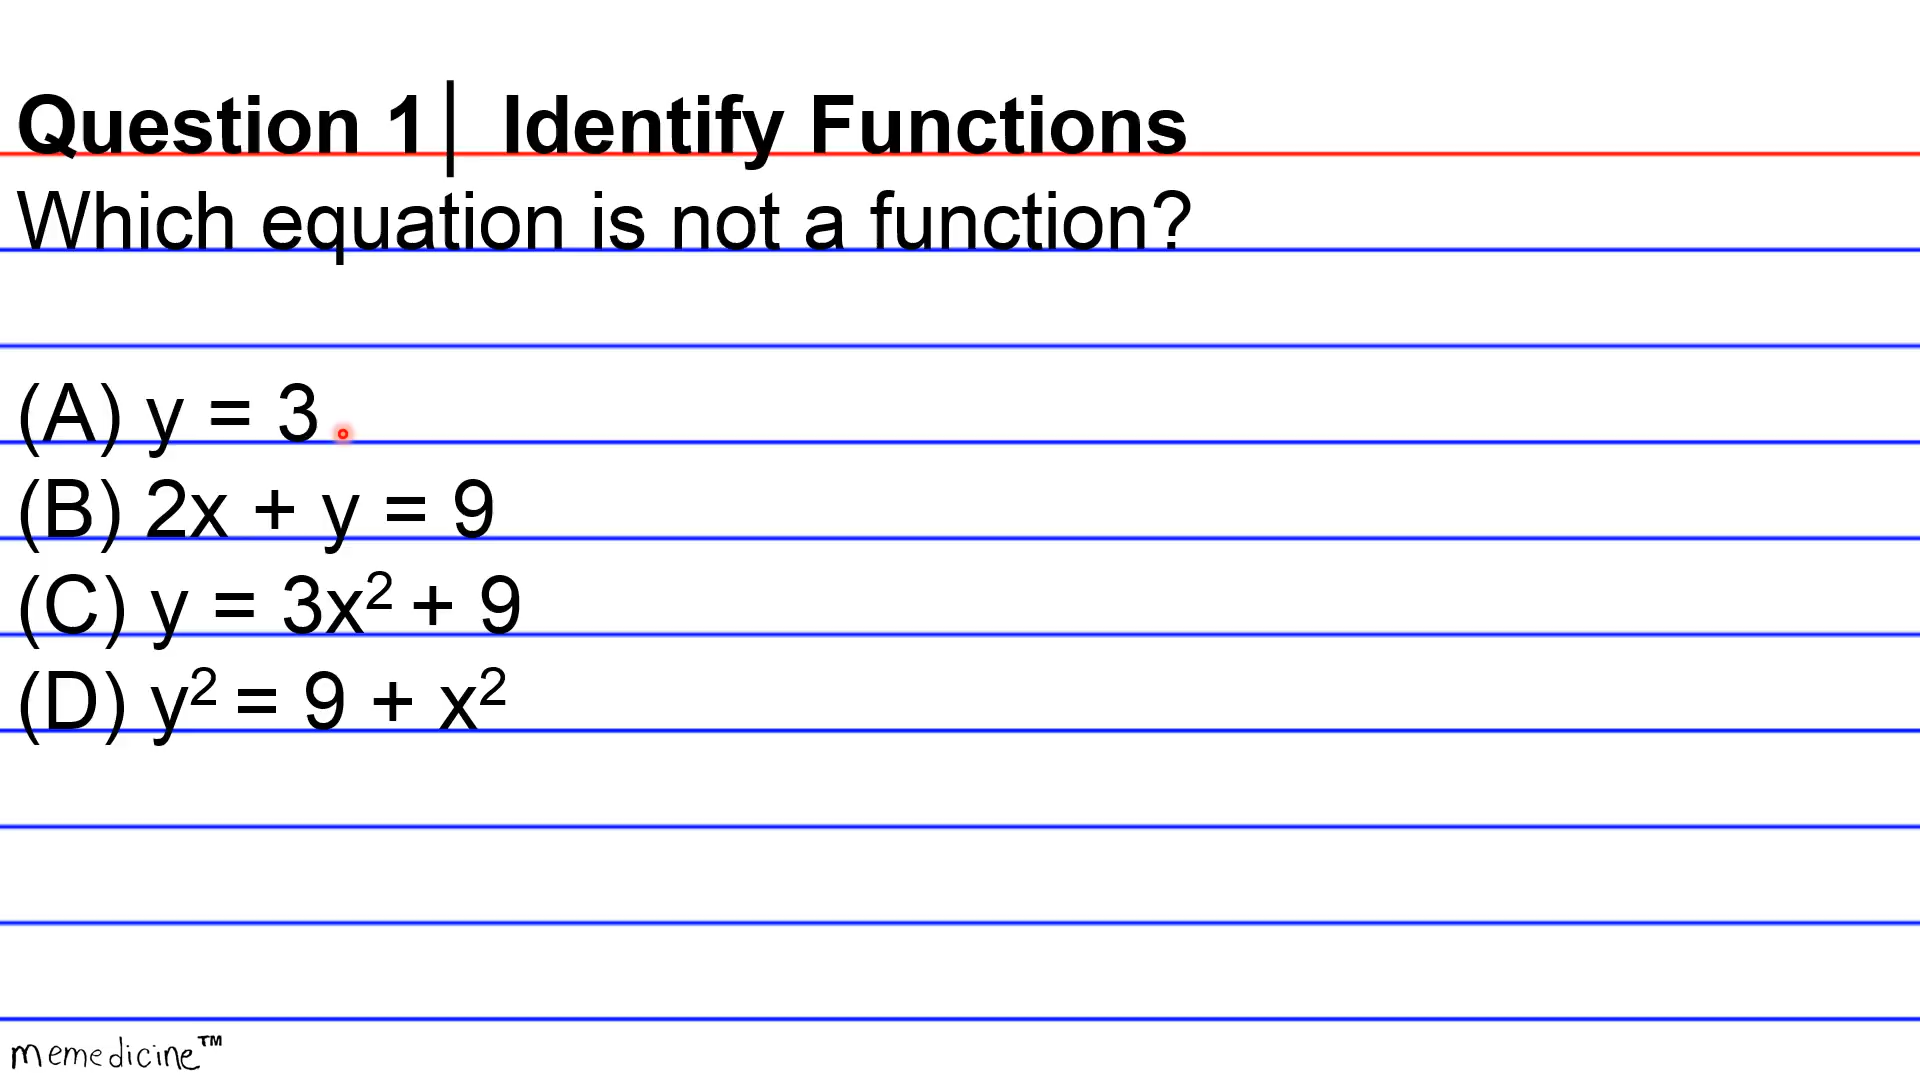 Question 1| Identify Functions
Which equation is not a function?
(A) y = 3
(B) 2x + y = 9
(C) y = 3x² + 9
(D) y² = 9 + x²
memedicine™